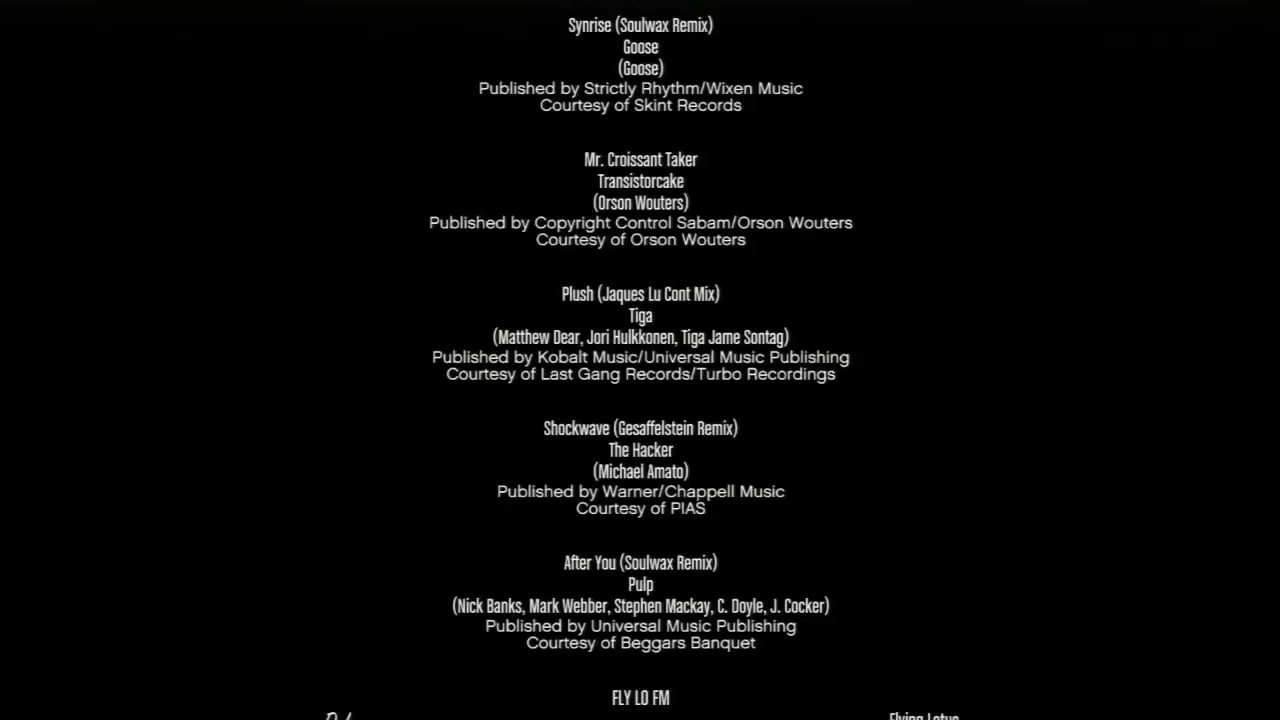 Synrise (Soulwax Remix)
Goose
(Goose)
Published by Strictly Rhythm/Wixen Music
Courtesy of Skint Records
Mr. Croissant Taker
Transistorcake
(Orson Wouters)
Published by Copyright Control Sabam/Orson Wouters
Courtesy of Orson Wouters
Plush (Jaques Lu Cont Mix)
Tiga
(Matthew Dear, Jori Hulkkonen, Tiga Jame Sontag)
Published by Kobalt Music/Universal Music Publishing
Courtesy of Last Gang Records/Turbo Recordings
Shockwave (Gesaffelstein Remix)
The Hacker
(Michael Amato)
Published by Warner/Chappell Music
Courtesy of PIAS
After You (Soulwax Remix)
Pulp
(Nick Banks, Mark Webber, Stephen Mackay, C. Doyle, J. Cocker)
Published by Universal Music Publishing
Courtesy of Beggars Banquet
FLY LO FM
Flying Lotus